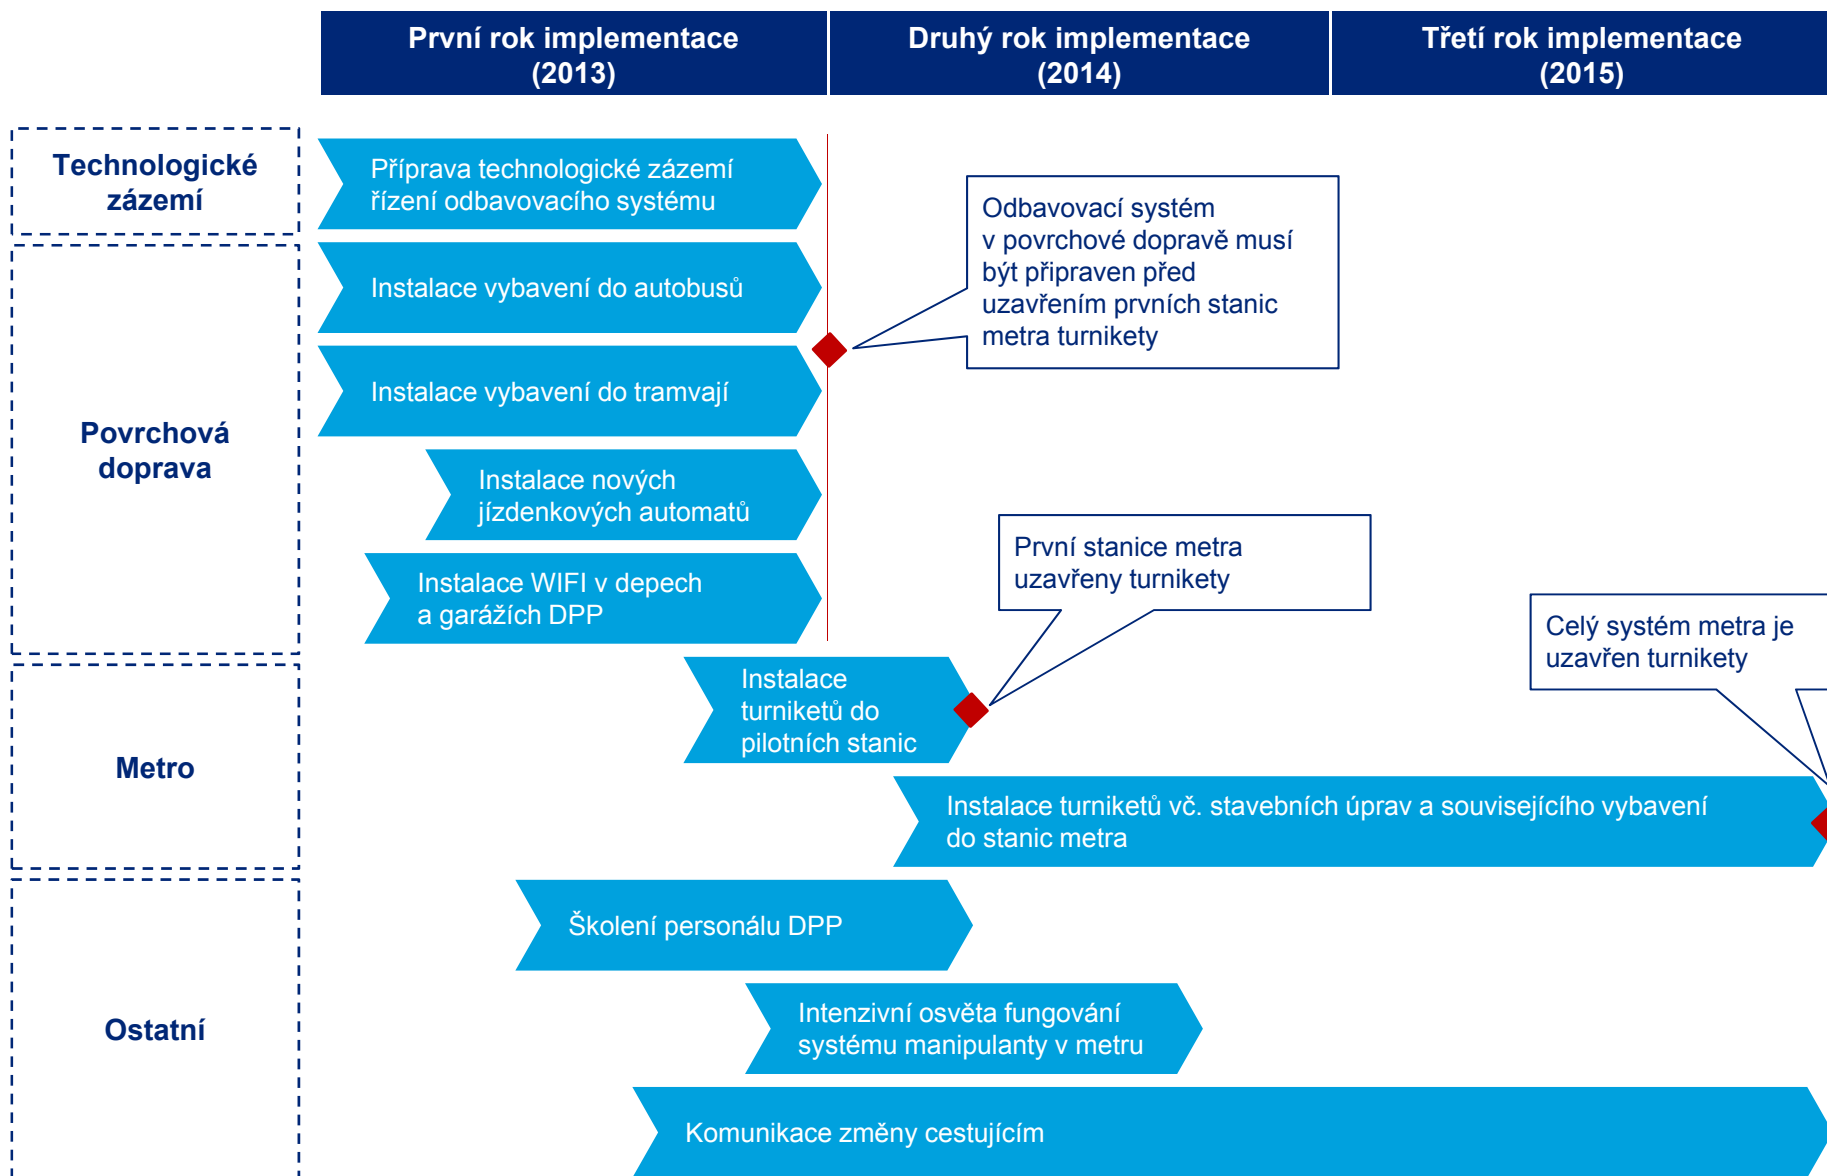 První rok implementace
(2013)
Druhý rok implementace
(2014)
Třetí rok implementace
(2015)
Technologické
zázemí
Příprava technologické zázemí
řízení odbavovacího systému
Odbavovací systém
v povrchové dopravě musí
být připraven před
uzavřením prvních stanic
metra turnikety
Povrchová
doprava
Instalace vybavení do autobusů
Instalace vybavení do tramvají
Instalace nových
jízdenkových automatů
Instalace WIFI v depech
a garážích DPP
První stanice metra
uzavřeny turnikety
Celý systém metra je
uzavřen turnikety
Metro
Instalace
turniketů do
pilotních stanic
Instalace turniketů vč. stavebních úprav a souvisejícího vybavení
do stanic metra
Ostatní
Školení personálu DPP
Intenzivní osvěta fungování
systému manipulanty v metru
Komunikace změny cestujícím